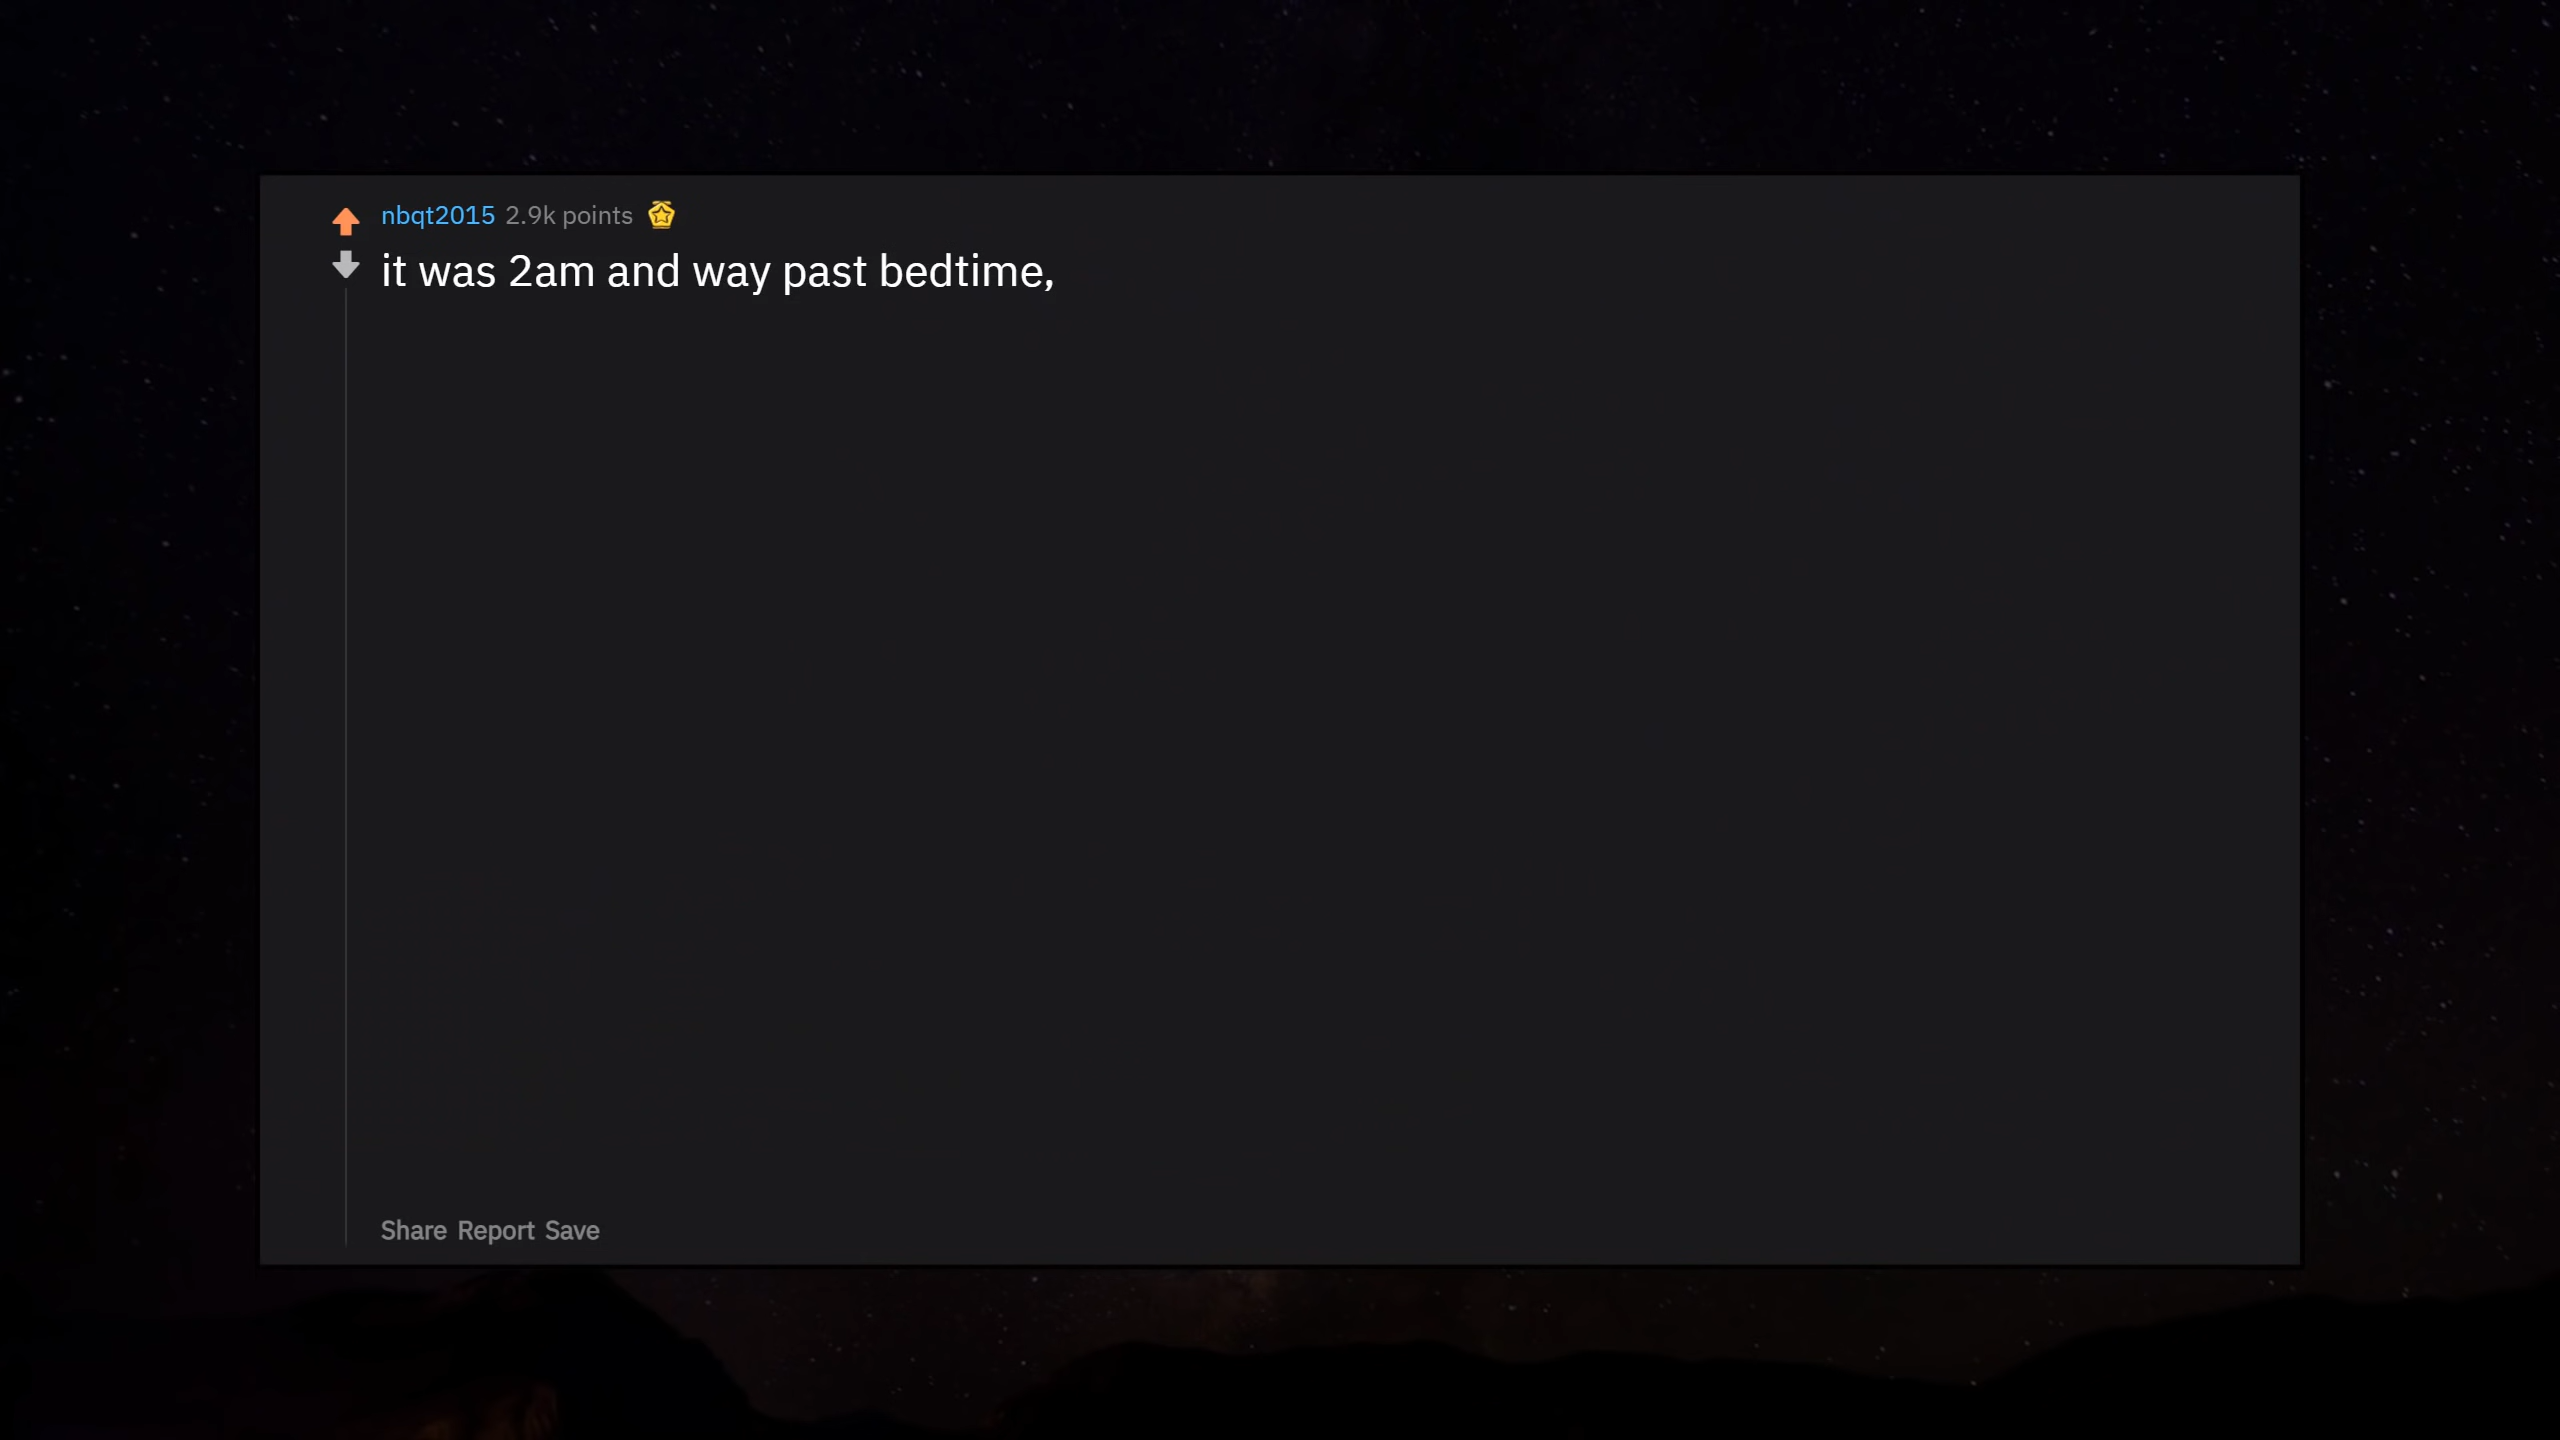 nbqt2015 2.9k points
it was 2am and way past bedtime,
Share Report Save